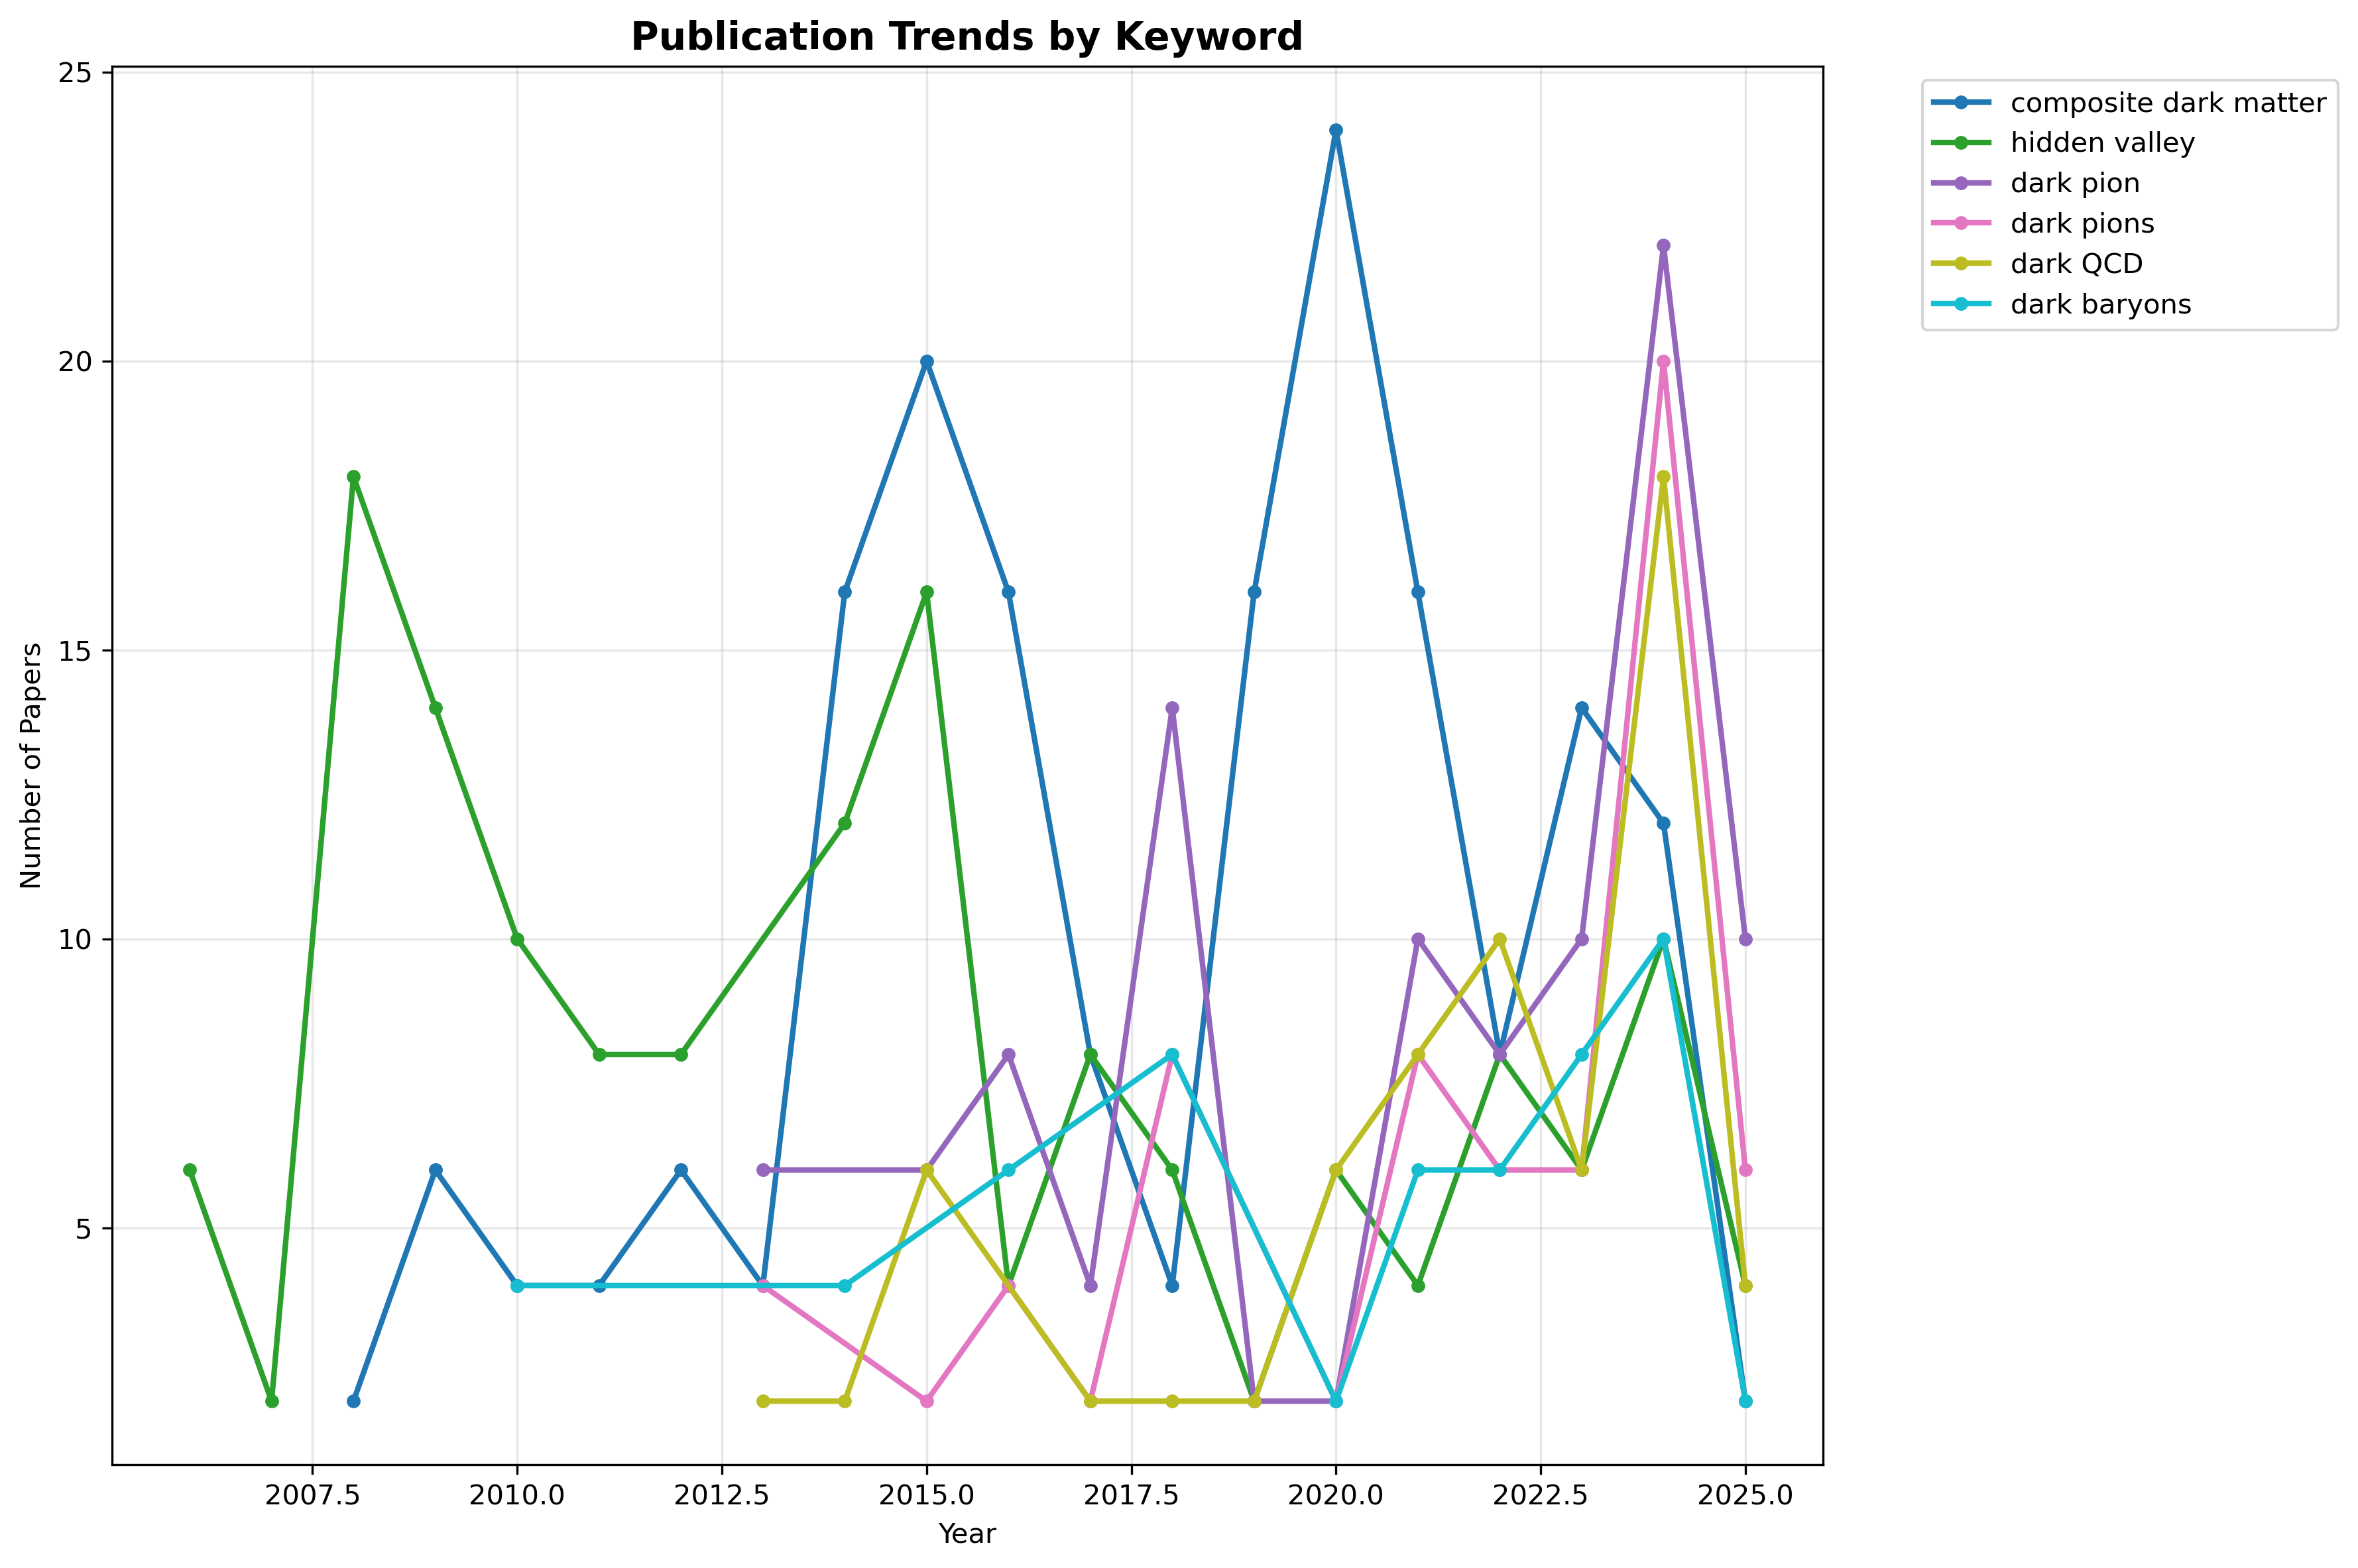 Publication Trends by Keyword
25
20
15
10
5
Number of Papers
2007.5
2010.0
2012.5
2015.0
2017.5
2020.0
2022.5
2025.0
Year
composite dark matter
hidden valley
dark pion
dark pions
dark QCD
dark baryons